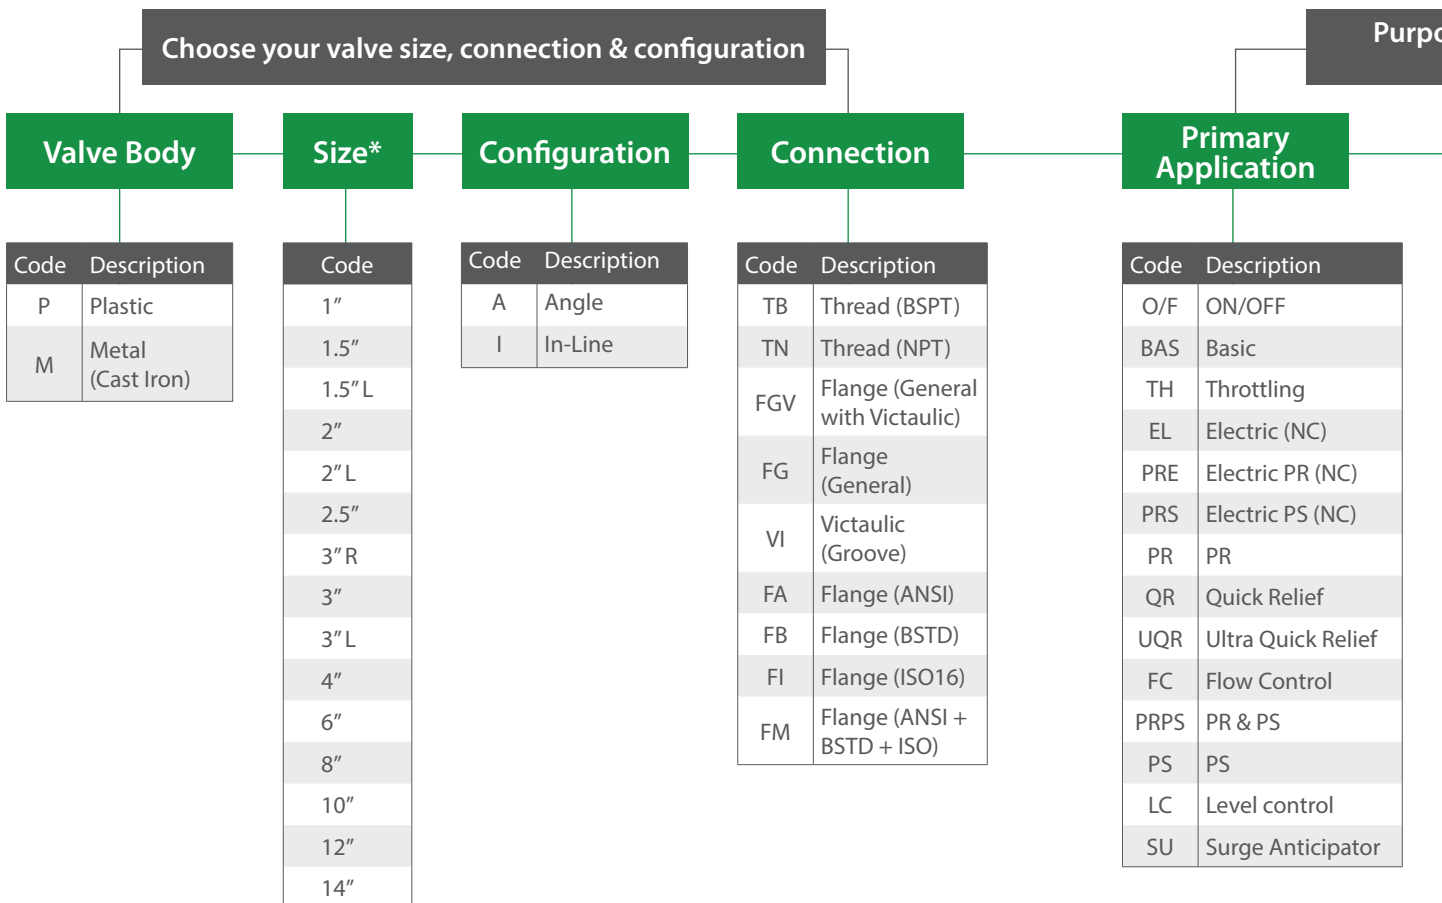 Choose your valve size, connection & configuration
Valve Body
Code Description
P Plastic
M Metal
(Cast Iron)
Size*
Code
1”
1.5”
1.5” L
2”
2” L
2.5”
3” R
3”
3” L
4”
6”
8”
10”
12”
14”
Configuration
Code Description
A Angle
I In-Line
Connection
Code Description
TB Thread (BSPT)
TN Thread (NPT)
FGV Flange (General
with Victaulic)
FG Flange
(General)
VI Victaulic
(Groove)
FA Flange (ANSI)
FB Flange (BSTD)
FI Flange (ISO16)
FM Flange (ANSI +
BSTD + ISO)
Primary
Application
Code Description
O/F ON/OFF
BAS Basic
TH Throttling
EL Electric (NC)
PRE Electric PR (NC)
PRS Electric PS (NC)
PR PR
QR Quick Relief
UQR Ultra Quick Relief
FC Flow Control
PRPS PR & PS
PS PS
LC Level control
SU Surge Anticipator